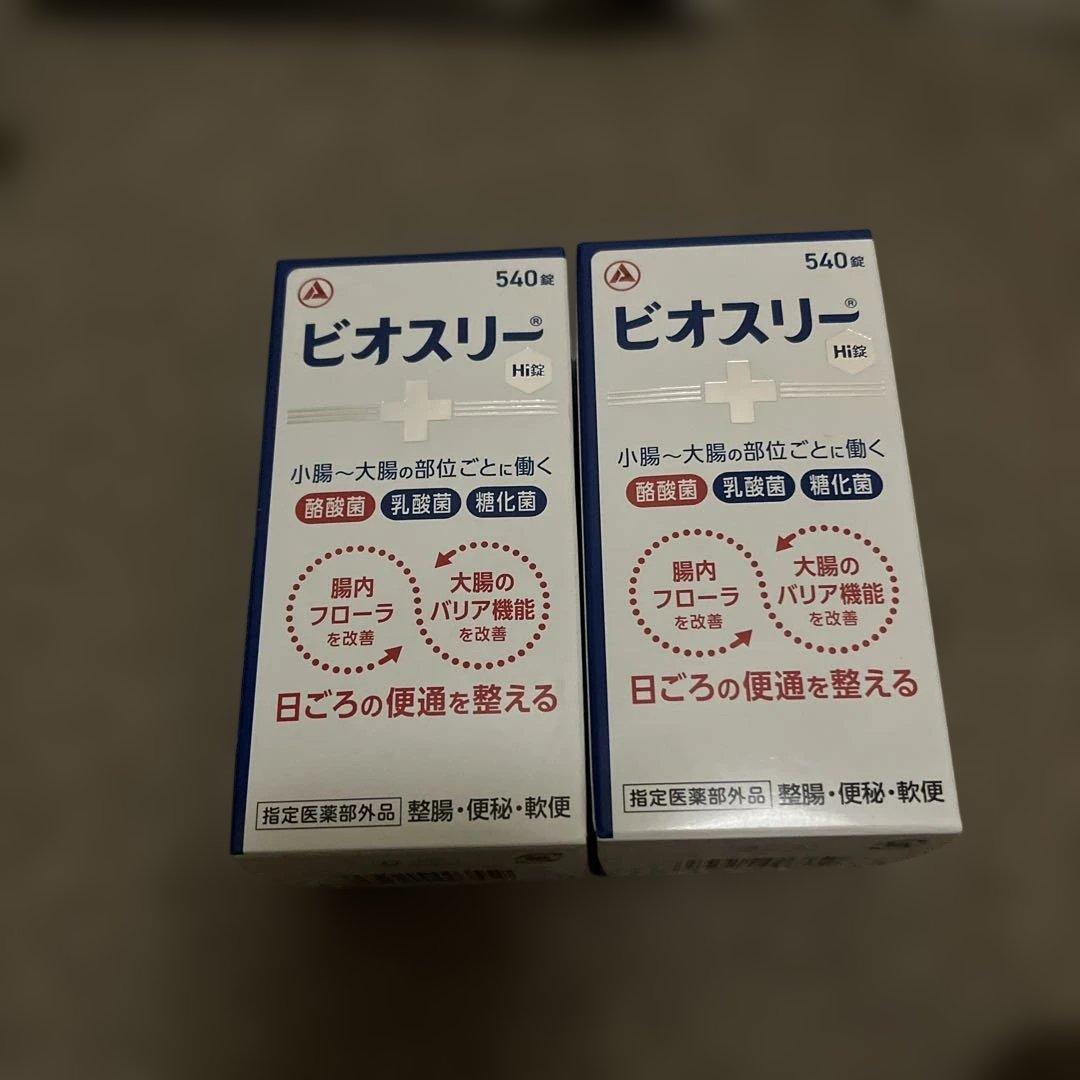 540錠
ビオスリー®
Hi錠
小腸～大腸の部位ごとに働く
酪酸菌 乳酸菌 糖化菌
腸内
フローラ
を改善
大腸の
バリア機能
を改善
日ごろの便通を整える
指定医薬部外品 整腸・便秘・軟便
540錠
ビオスリー®
Hi錠
小腸～大腸の部位ごとに働く
酪酸菌 乳酸菌 糖化菌
腸内
フローラ
を改善
大腸の
バリア機能
を改善
日ごろの便通を整える
指定医薬部外品 整腸・便秘・軟便